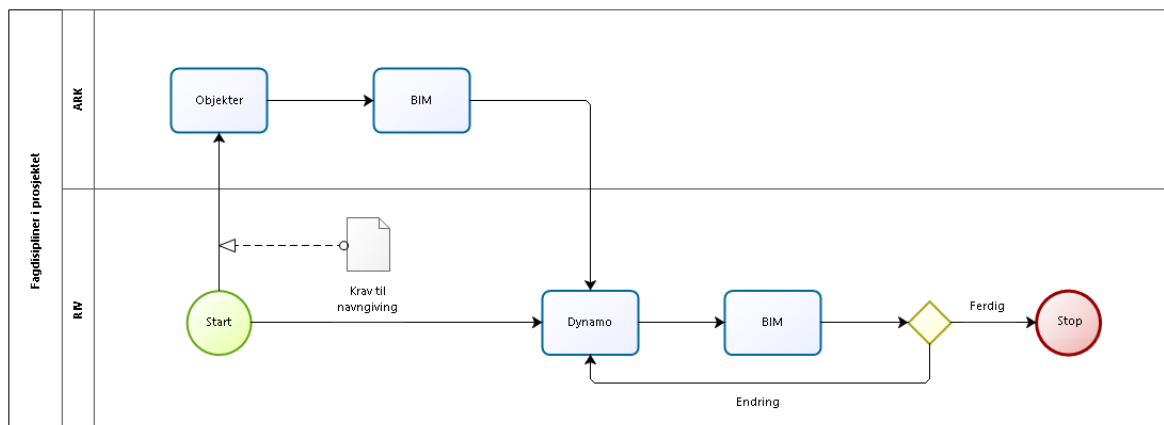 Fagdisipliner i prosjektet
ARK
Objekter
BIM
RIV
Krav til
navngiving
Start
Dynamo
BIM
Ferdig
Stop
Endring